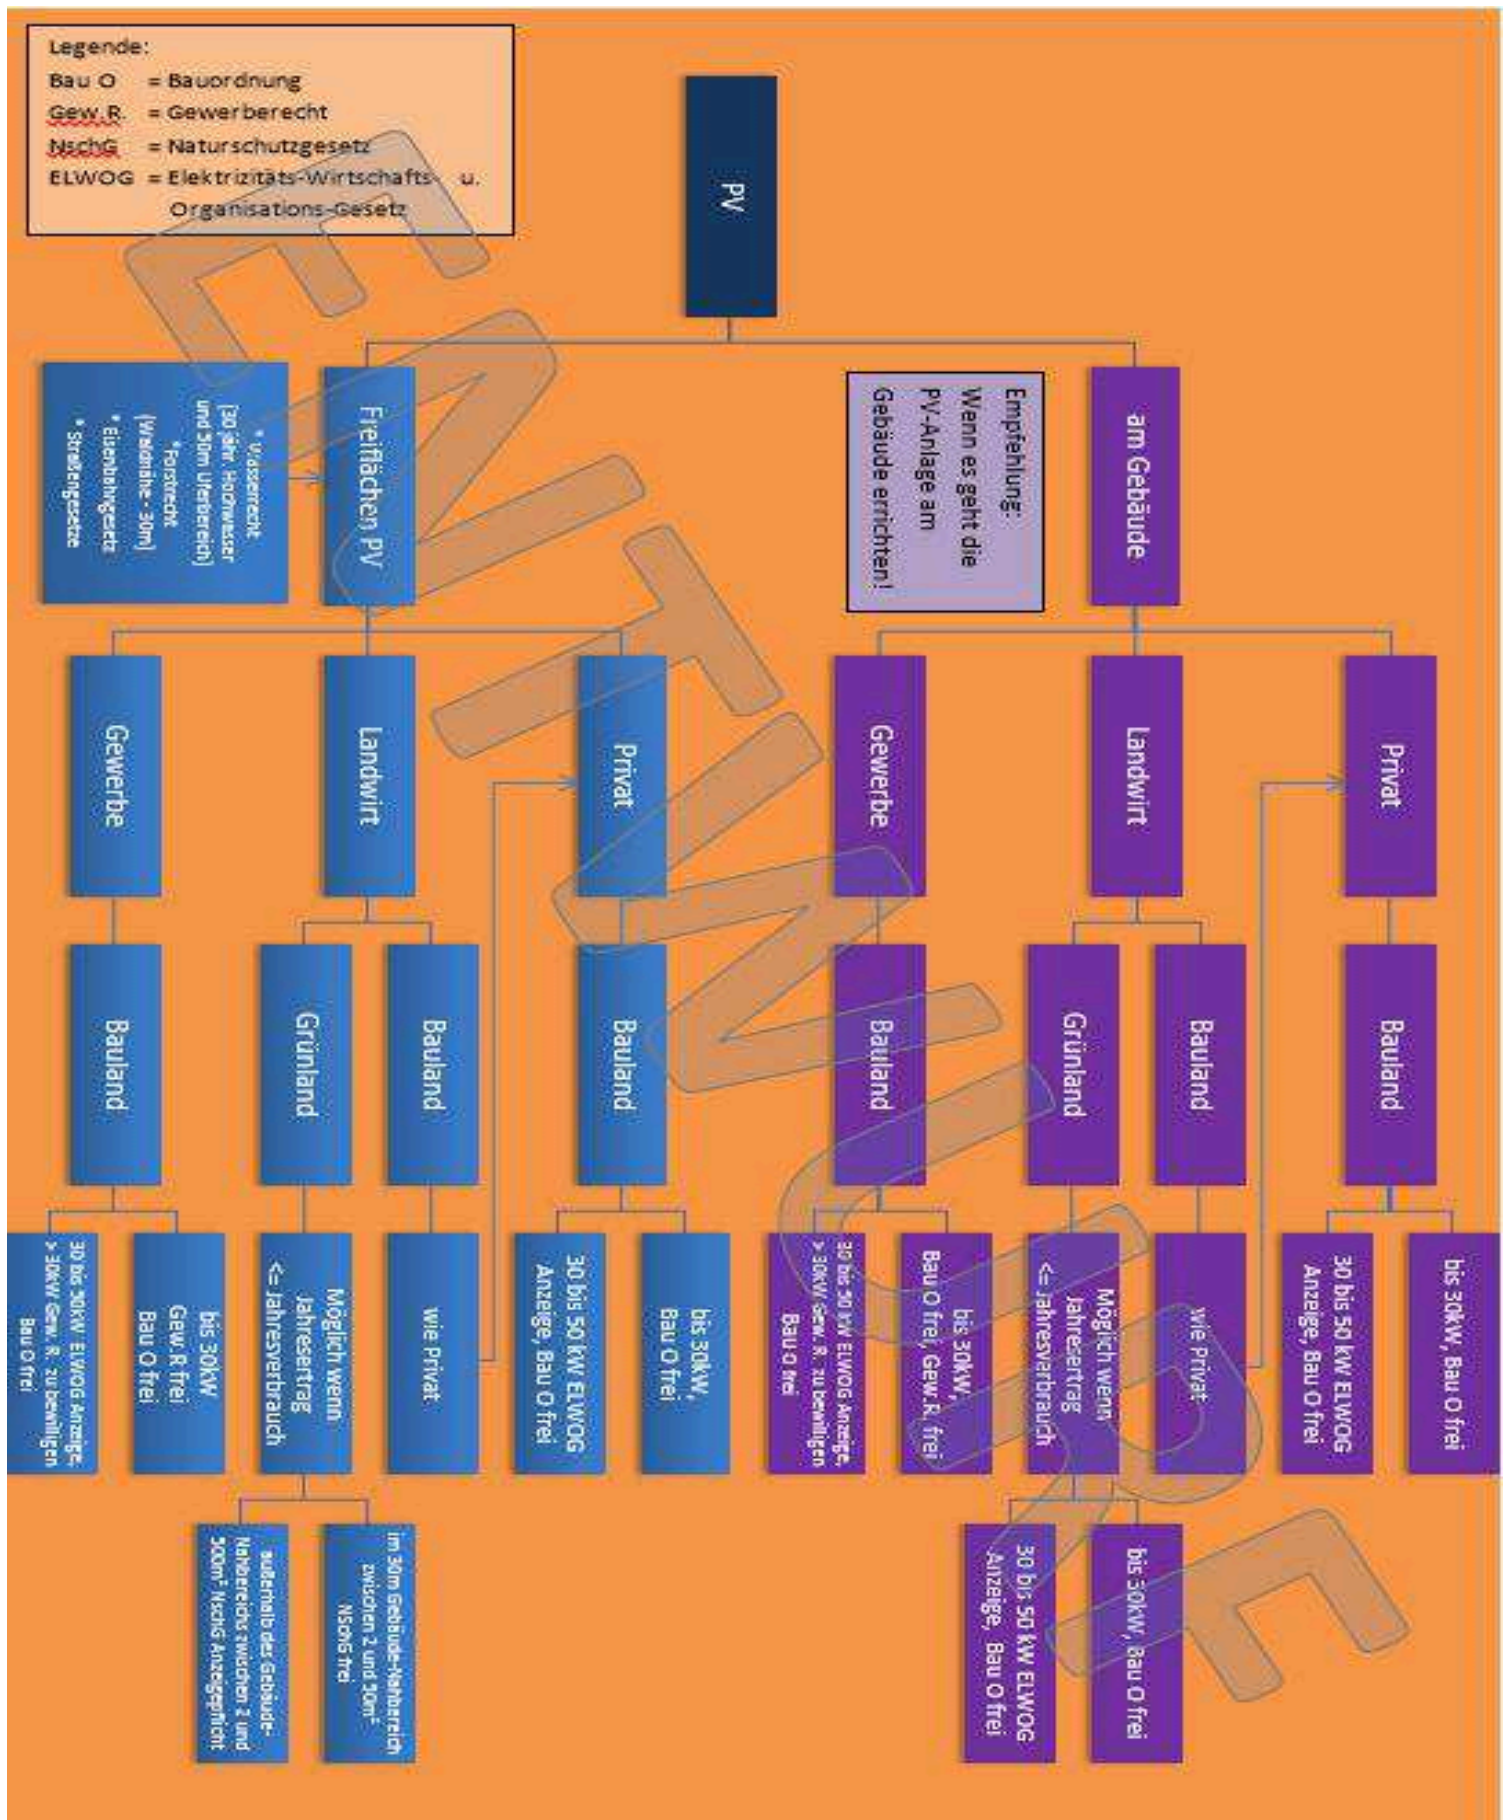 Legende:
Bau O = Bauordnung
Gew.R. = Gewerberecht
NschG = Naturschutzgesetz
ELWOG = Elektrizitäts-Wirtschafts- u.
Organisations-Gesetz
PV
am Gebäude
Empfehlung:
Wenn es geht die
PV-Anlage am
Gebäude errichten!
Privat
Bauland
bis 30kW, Bau O frei
30 bis 50 kW ELWOG
Anzeige, Bau O frei
Landwirt
Bauland
wie Privat
Grünland
Möglich wenn
Jahresertrag
<= Jahresverbrauch
bis 30kW, Bau O frei
30 bis 50 kW ELWOG
Anzeige, Bau O frei
Gewerbe
Bauland
bis 30kW,
Bau O frei, Gew.R. frei
30 bis 50 kW ELWOG Anzeige,
> 30kW Gew. R. zu bewilligen
Bau O frei
Freiflächen PV
* Wasserrecht
(30 jähr. Hochwasser
und 50m Uferbereich)
*Forstrecht
(Waldnähe - 30m)
* Eisenbahngesetz
* Straßengesetze
Privat
Bauland
bis 30kW,
Bau O frei
30 bis 50 kW ELWOG
Anzeige, Bau O frei
Landwirt
Bauland
wie Privat
Grünland
Möglich wenn
Jahresertrag
<= Jahresverbrauch
im 30m Gebäude-Nahbereich
zwischen 2 und 50m²
NSchG frei
außerhalb des Gebäude-
Nahbereichs zwischen 2 und
500m² NschG Anzeigepflicht
Gewerbe
Bauland
bis 30kW
Gew.R frei
Bau O frei
30 bis 50kW ELWOG Anzeige,
> 30kW Gew. R. zu bewilligen
Bau O frei
ENTWURF